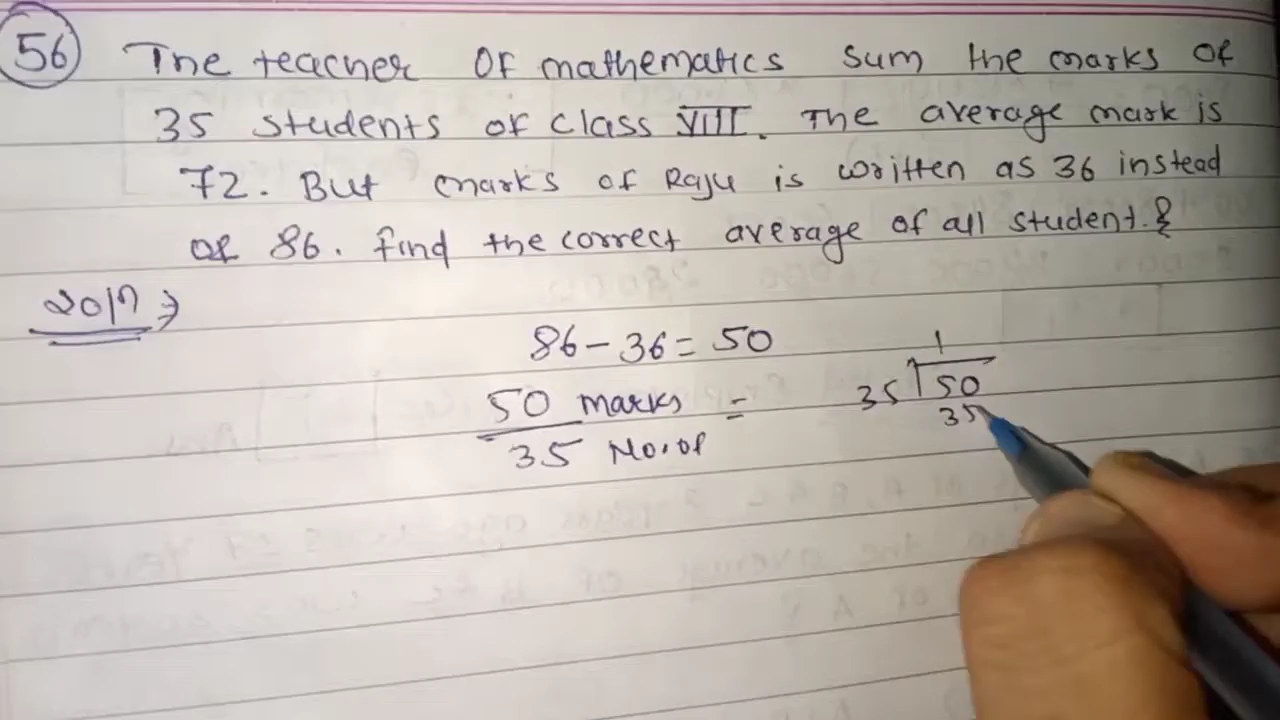 56 The teacher of mathematics sum the marks of
35 students of class VIII. The average mark is
72. But marks of Raju is written as 36 instead
of 86. find the correct average of all student.?
2017
86 - 36 = 50
50 marks =
35 No. of
1
35 50
35